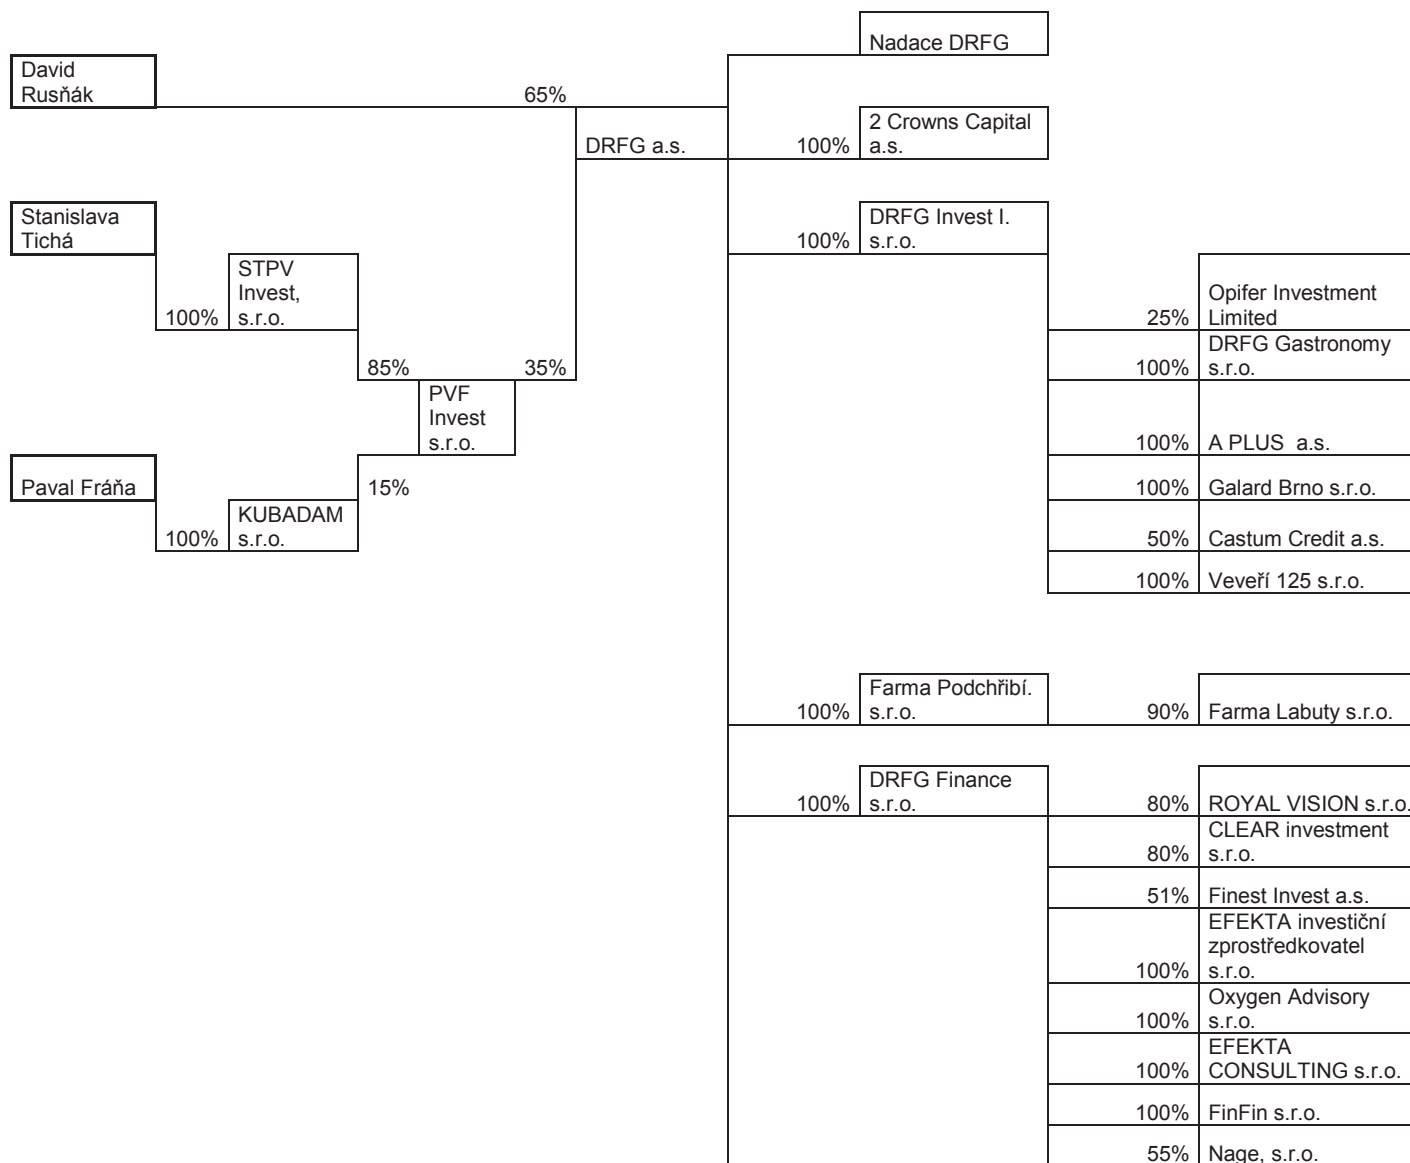 Nadace DRFG
David
Rusňák
65%
2 Crowns Capital
DRFG a.s.
100%
a.s.
Stanislava
Tichá
DRFG Invest I.
100%
s.r.o.
STPV
Invest,
100%
s.r.o.
Opifer Investment
25%
Limited
85%
35%
DRFG Gastronomy
100%
s.r.o.
PVF
Invest
s.r.o.
100%
A PLUS a.s.
Paval Fráňa
15%
100%
Galard Brno s.r.o.
KUBADAM
100%
s.r.o.
50%
Castum Credit a.s.
100%
Veveří 125 s.r.o.
Farma Podchřibí.
100%
s.r.o.
90%
Farma Labuty s.r.o.
DRFG Finance
100%
s.r.o.
80%
ROYAL VISION s.r.o.
CLEAR investment
80%
s.r.o.
51%
Finest Invest a.s.
EFEKTA investiční
zprostředkovatel
100%
s.r.o.
Oxygen Advisory
100%
s.r.o.
EFEKTA
100%
CONSULTING s.r.o.
100%
FinFin s.r.o.
55%
Nage, s.r.o.